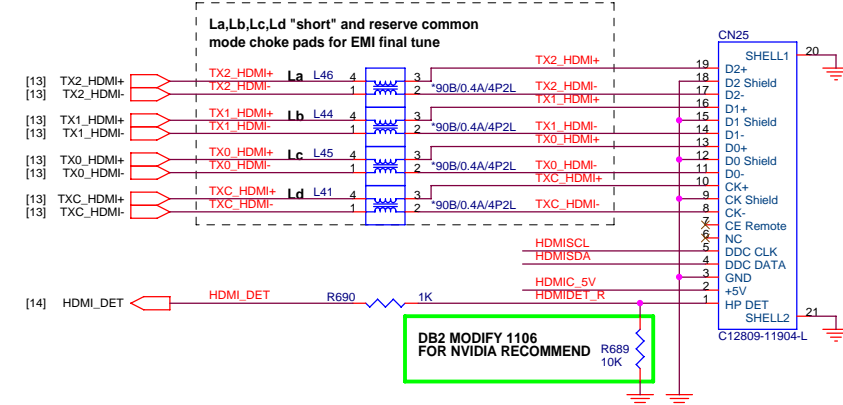 La,Lb,Lc,Ld "short" and reserve common
mode choke pads for EMI final tune
CN25
SHELL1 20
TX2_HDMI+ 19 D2+
[13] TX2_HDMI+ TX2_HDMI+ La L46 4 3
18 D2 Shield
[13] TX2_HDMI- TX2_HDMI- 1 2 *90B/0.4A/4P2L TX2_HDMI- 17 D2-
TX1_HDMI+ 16 D1+
[13] TX1_HDMI+ TX1_HDMI+ Lb L44 4 3
15 D1 Shield
[13] TX1_HDMI- TX1_HDMI- 1 2 *90B/0.4A/4P2L TX1_HDMI- 14 D1-
TX0_HDMI+ 13 D0+
[13] TX0_HDMI+ TX0_HDMI+ Lc L45 4 3
12 D0 Shield
[13] TX0_HDMI- TX0_HDMI- 1 2 *90B/0.4A/4P2L TX0_HDMI- 11 D0-
TXC_HDMI+ 10 CK+
[13] TXC_HDMI+ TXC_HDMI+ Ld L41 4 3
9 CK Shield
[13] TXC_HDMI- TXC_HDMI- 1 2 *90B/0.4A/4P2L TXC_HDMI- 8 CK-
7 CE Remote
6 NC
HDMISCL 5 DDC CLK
HDMISDA 4 DDC DATA
3 GND
HDMIC_5V 2 +5V
[14] HDMI_DET HDMI_DET R690 1K HDMIDET_R 1 HP DET
SHELL2 21
C12809-11904-L
DB2 MODIFY 1106
FOR NVIDIA RECOMMEND
R689
10K